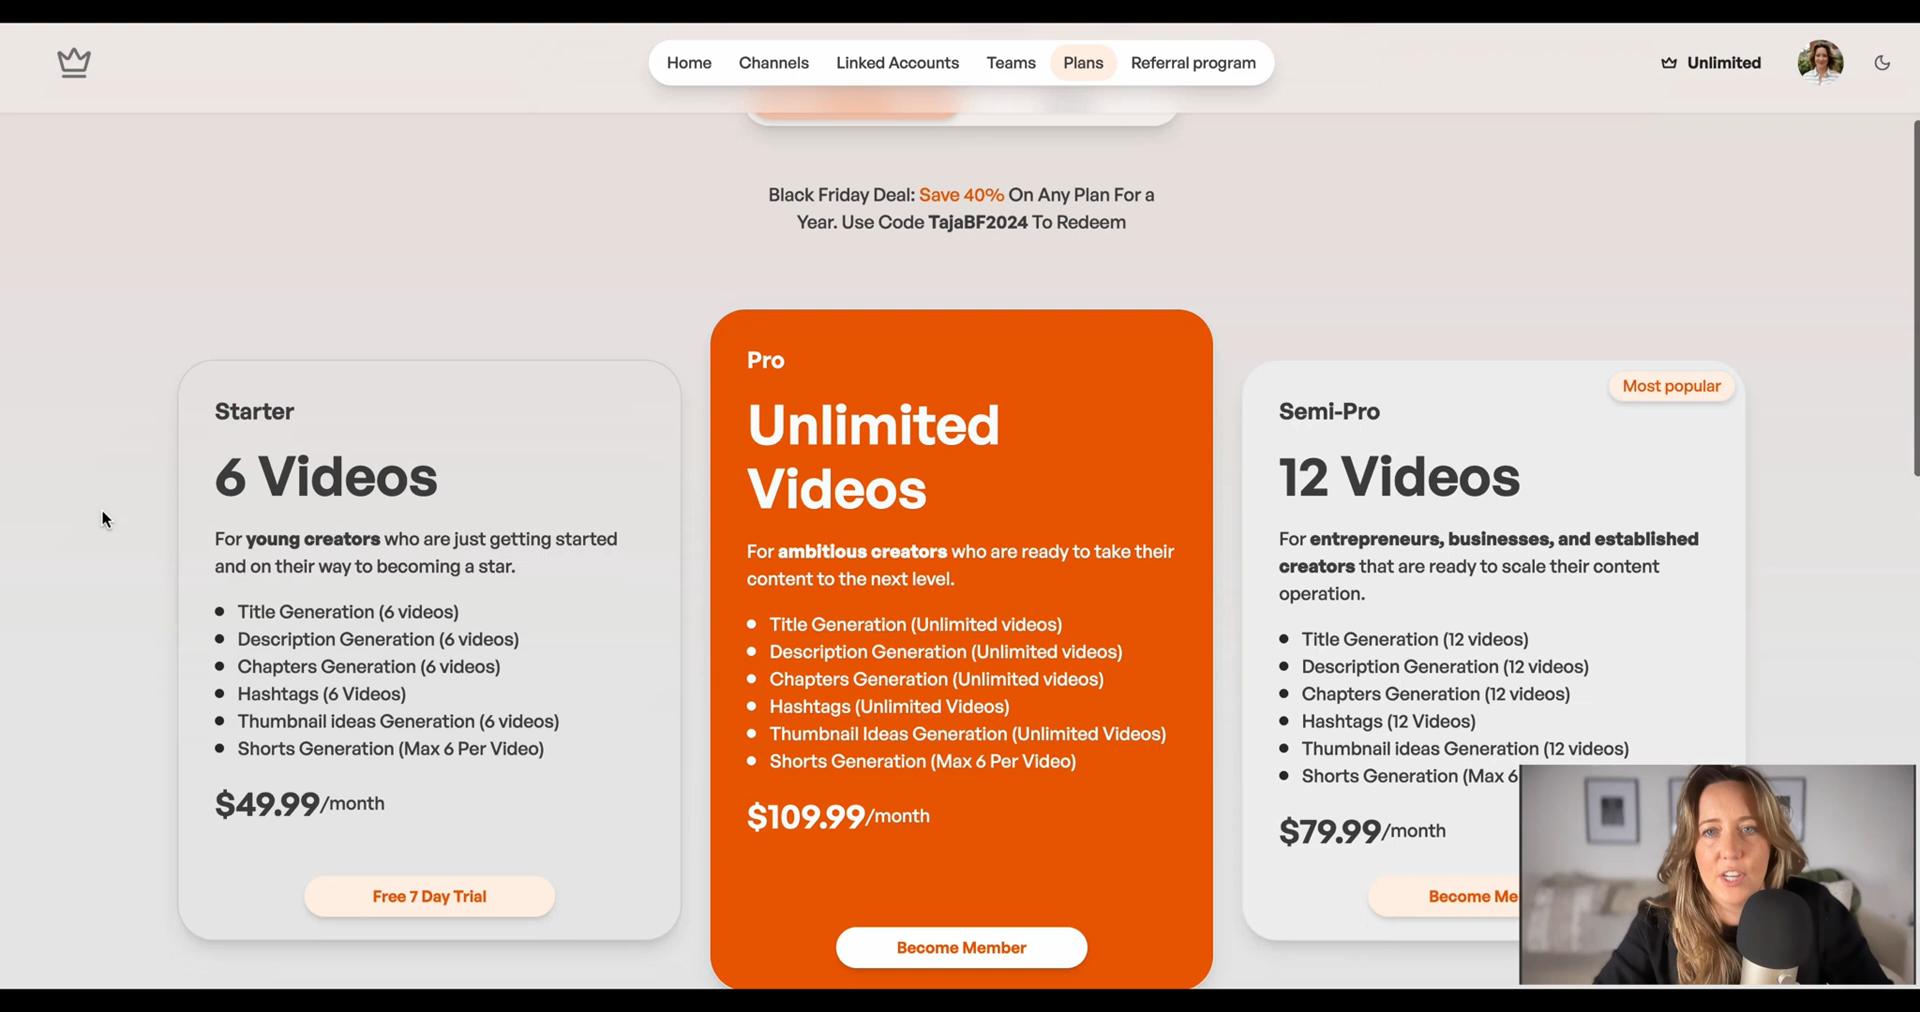 Home Channels Linked Accounts Teams Plans Referral program
Unlimited
Black Friday Deal: Save 40% On Any Plan For a
Year. Use Code TajaBF2024 To Redeem
Starter
6 Videos
For young creators who are just getting started
and on their way to becoming a star.
Title Generation (6 videos)
Description Generation (6 videos)
Chapters Generation (6 videos)
Hashtags (6 Videos)
Thumbnail ideas Generation (6 videos)
Shorts Generation (Max 6 Per Video)
$49.99/month
Free 7 Day Trial
Pro
Unlimited
Videos
For ambitious creators who are ready to take their
content to the next level.
Title Generation (Unlimited videos)
Description Generation (Unlimited videos)
Chapters Generation (Unlimited videos)
Hashtags (Unlimited Videos)
Thumbnail Ideas Generation (Unlimited Videos)
Shorts Generation (Max 6 Per Video)
$109.99/month
Become Member
Most popular
Semi-Pro
12 Videos
For entrepreneurs, businesses, and established
creators that are ready to scale their content
operation.
Title Generation (12 videos)
Description Generation (12 videos)
Chapters Generation (12 videos)
Hashtags (12 Videos)
Thumbnail ideas Generation (12 videos)
Shorts Generation (Max 6
$79.99/month
Become Me